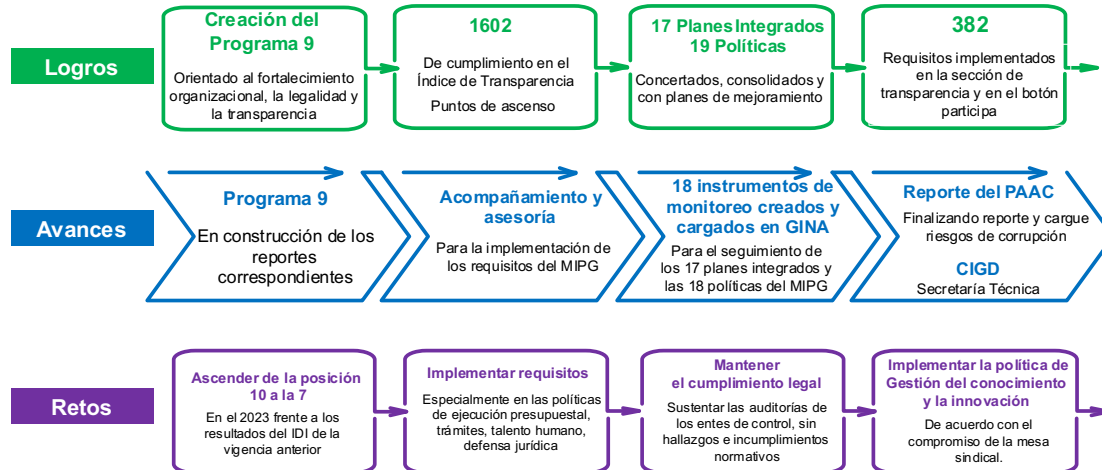 Logros
Creación del
Programa 9
Orientado al fortalecimiento
organizacional, la legalidad y
la transparencia
1602
De cumplimiento en el
Índice de Transparencia
Puntos de ascenso
17 Planes Integrados
19 Políticas
Concertados, consolidados y
con planes de mejoramiento
382
Requisitos implementados
en la sección de
transparencia y en el botón
participa
Avances
Programa 9
En construcción de los
reportes
correspondientes
Acompañamiento y
asesoría
Para la implementación de
los requisitos del MIPG
18 instrumentos de
monitoreo creados y
cargados en GINA
Para el seguimiento de
los 17 planes integrados y
las 18 políticas del MIPG
Reporte del PAAC
Finalizando reporte y cargue
riesgos de corrupción
CIGD
Secretaría Técnica
Retos
Ascender de la posición
10 a la 7
En el 2023 frente a los
resultados del IDI de la
vigencia anterior
Implementar requisitos
Especialmente en las políticas
de ejecución presupuestal,
trámites, talento humano,
defensa jurídica
Mantener
el cumplimiento legal
Sustentar las auditorías de
los entes de control, sin
hallazgos e incumplimientos
normativos
Implementar la política de
Gestión del conocimiento
y la innovación
De acuerdo con el
compromiso de la mesa
sindical.